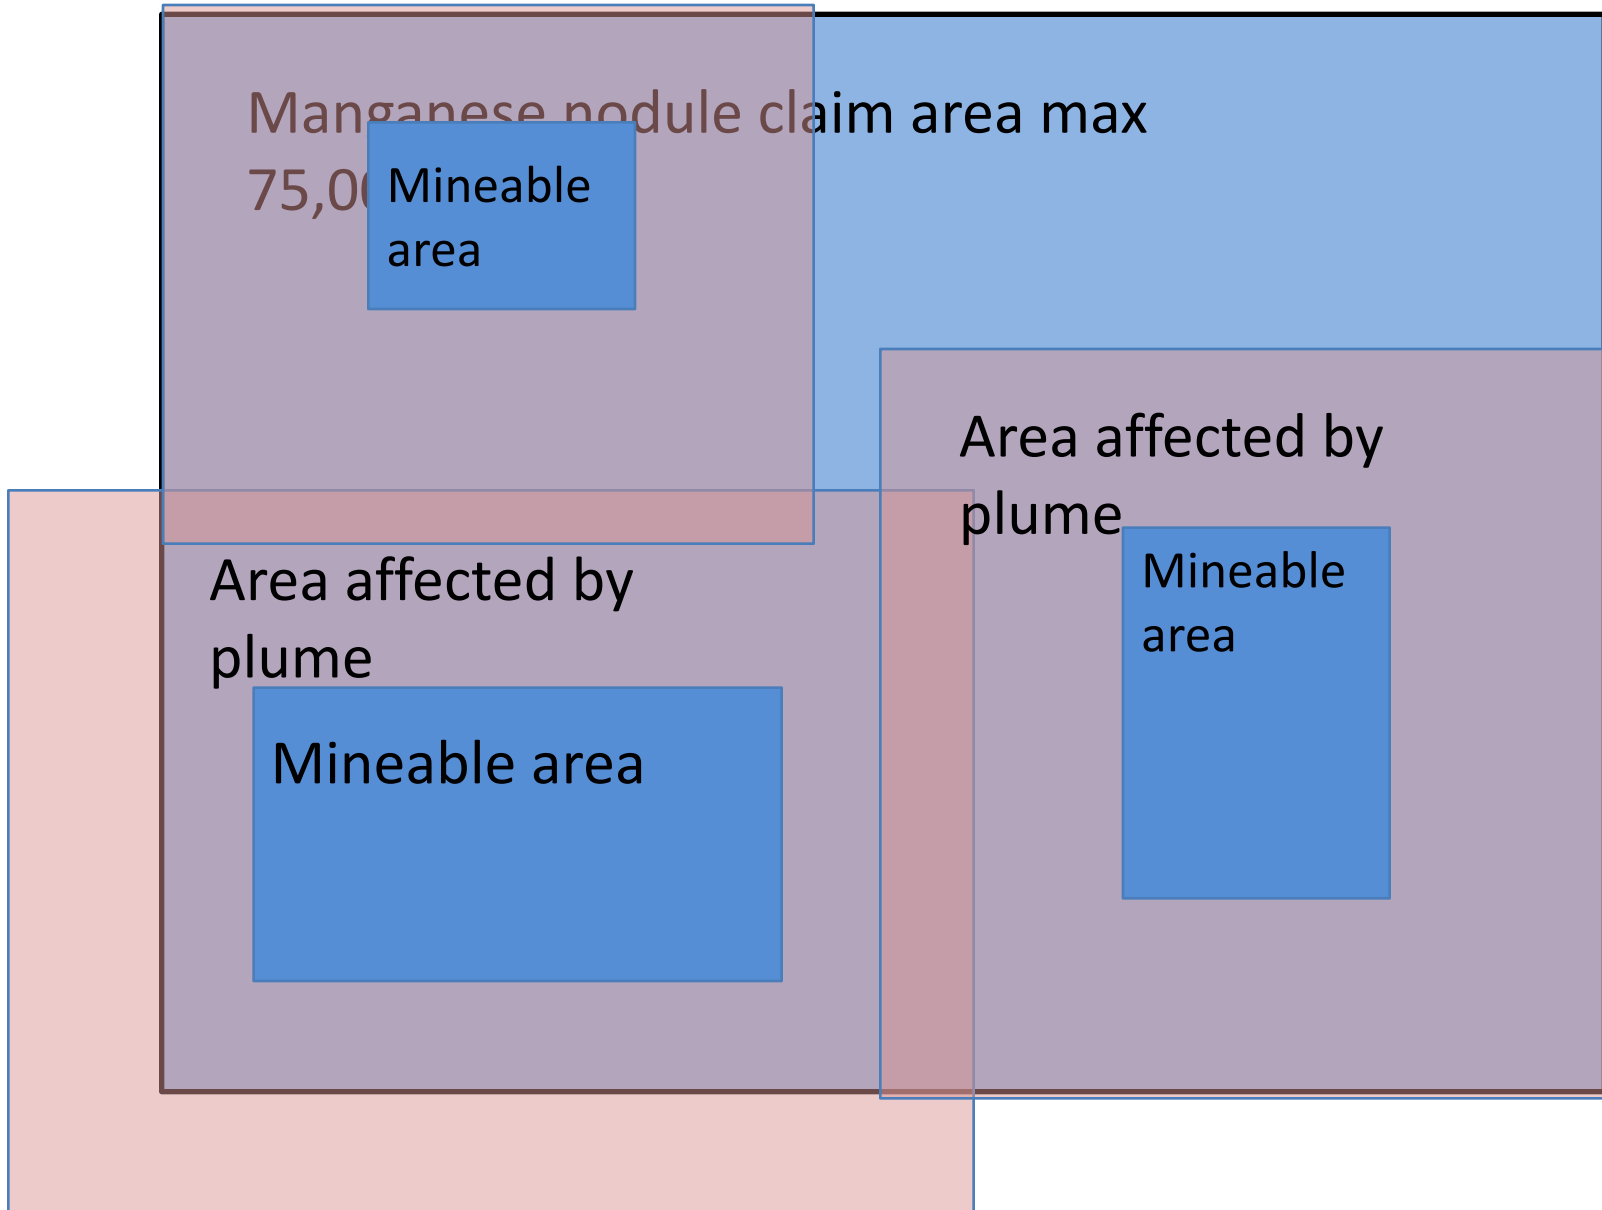 Manganese nodule claim area max
75,00
Mineable
area
Area affected by
plume
Mineable
area
Area affected by
plume
Mineable area